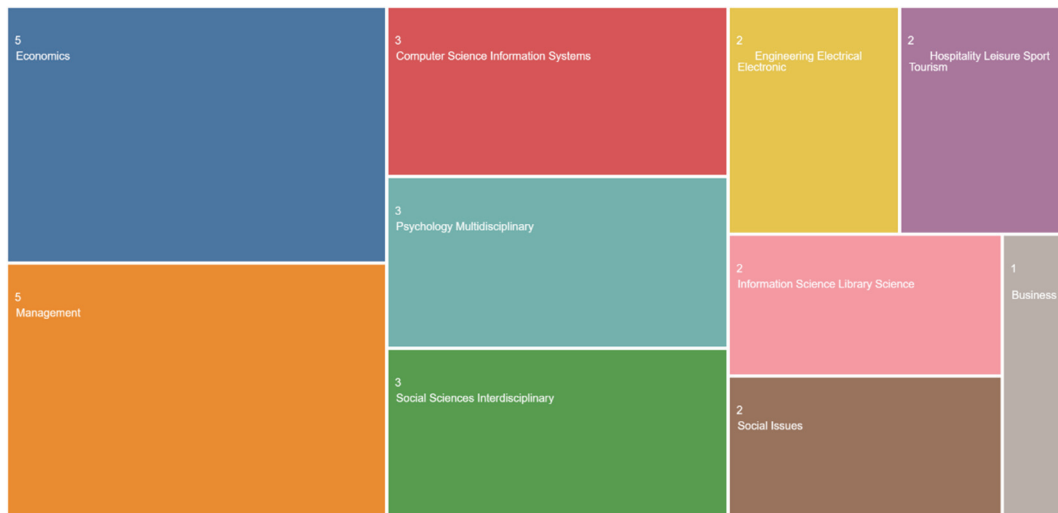 5
Economics
5
Management
3
Computer Science Information Systems
3
Psychology Multidisciplinary
3
Social Sciences Interdisciplinary
2
Engineering Electrical
Electronic
2
Hospitality Leisure Sport
Tourism
2
Information Science Library Science
2
Social Issues
1
Business